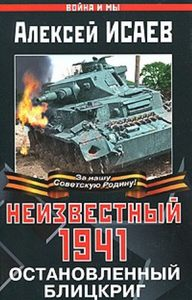 ВОЙНА И МЫ
Алексей ИСАЕВ
За нашу
Советскую Родину!
НЕИЗВЕСТНЫЙ
1941
ОСТАНОВЛЕННЫЙ
БЛИЦКРИГ